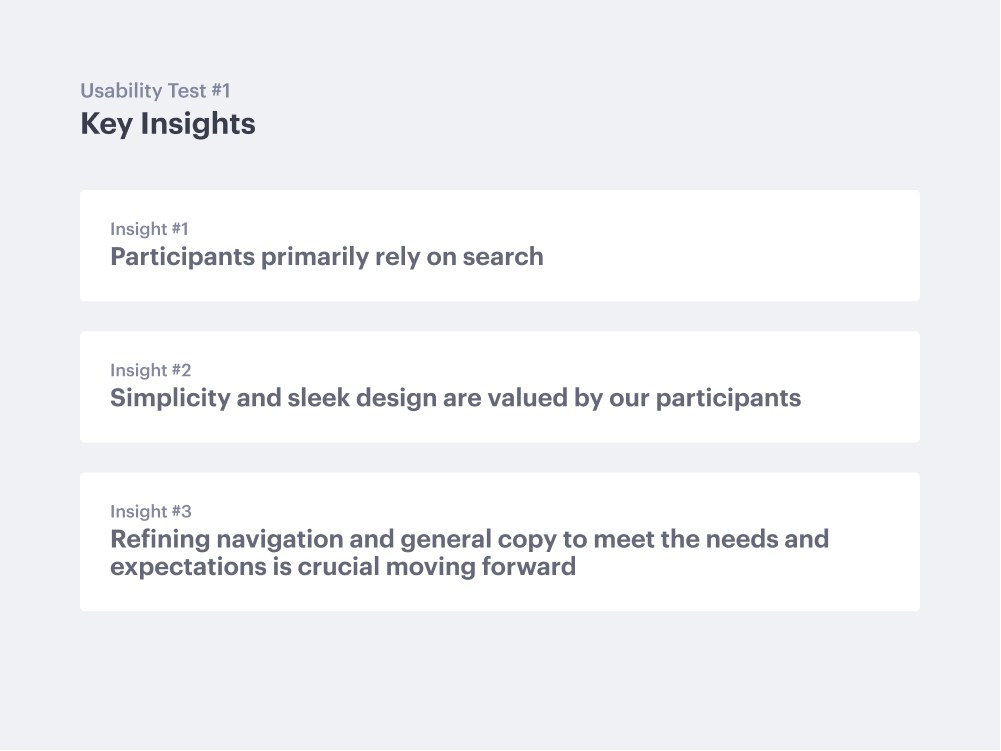 Usability Test #1
Key Insights
Insight #1
Participants primarily rely on search
Insight #2
Simplicity and sleek design are valued by our participants
Insight #3
Refining navigation and general copy to meet the needs and
expectations is crucial moving forward